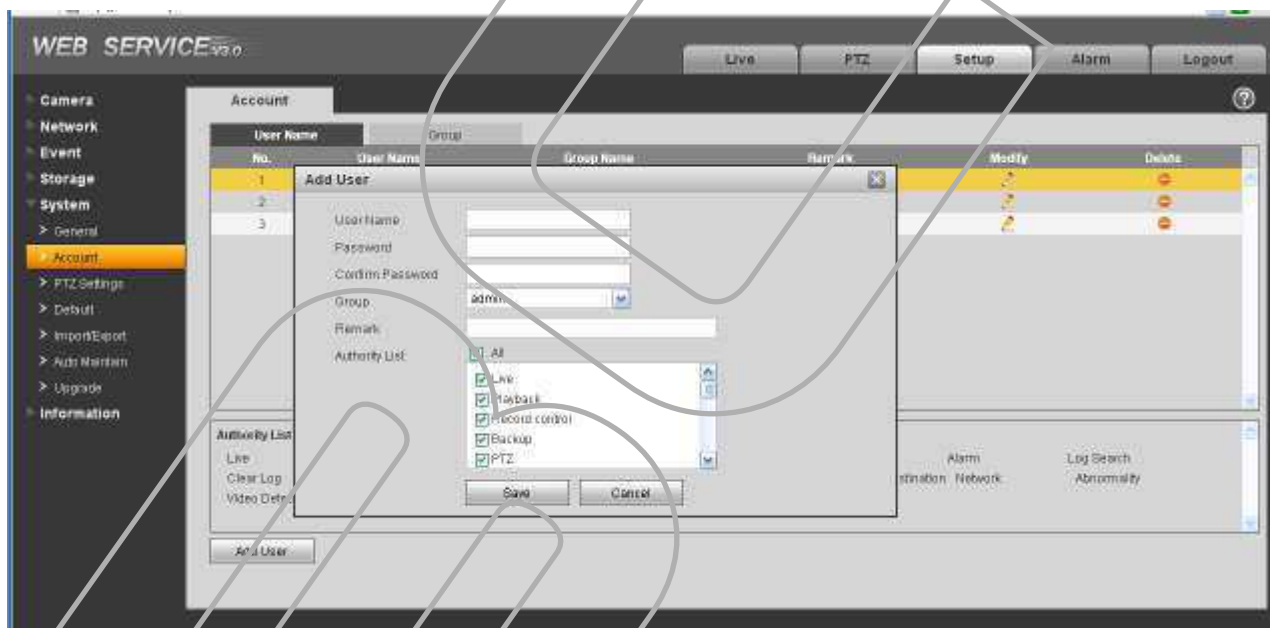 WEB SERVICE V3.0
Live PTZ Setup Alarm Logout
Camera
Network
Event
Storage
System
> General
> Account
> PTZ Settings
> Default
> Import/Export
> Auto Maintain
> Upgrade
Information
Account
User Name Group
No. User Name Group Name Remark Modify Delete
1
2
3
Add User
User Name
Password
Confirm Password
Group admin
Remark
Authority List All
Live
Playback
Record control
Backup
PTZ
Save Cancel
Authority List
Live Alarm Log Search
Clear Log Network Abnormality
Video
Add User